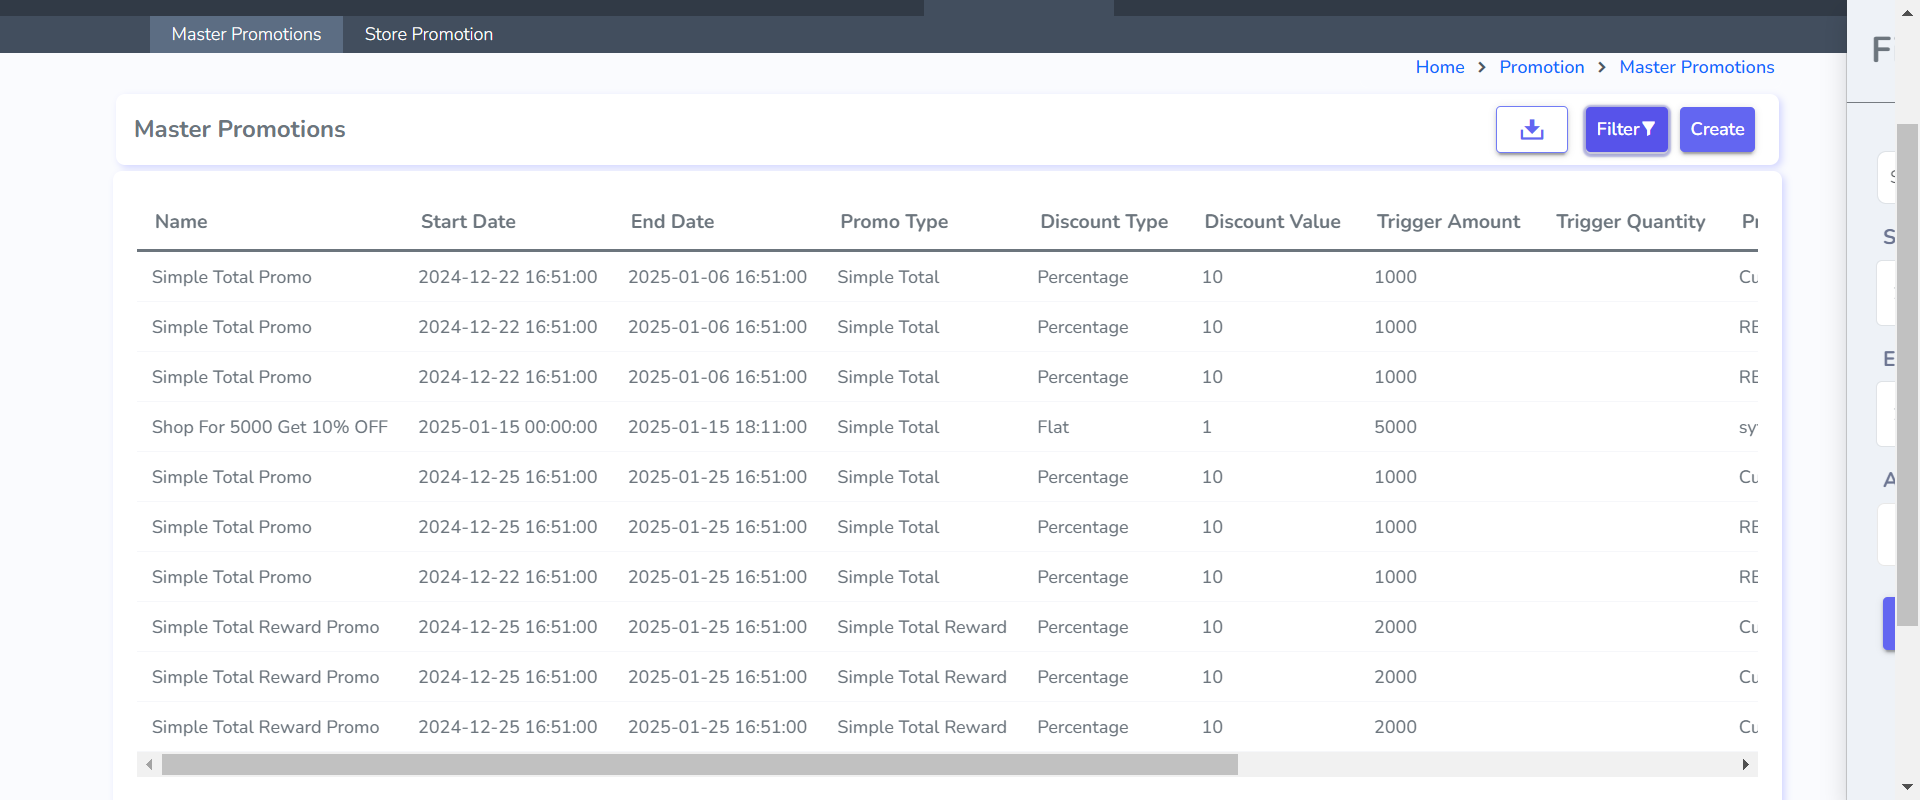 Master Promotions Store Promotion
Home > Promotion > Master Promotions
Master Promotions Filter Create
Name Start Date End Date Promo Type Discount Type Discount Value Trigger Amount Trigger Quantity
Simple Total Promo 2024-12-22 16:51:00 2025-01-06 16:51:00 Simple Total Percentage 10 1000
Simple Total Promo 2024-12-22 16:51:00 2025-01-06 16:51:00 Simple Total Percentage 10 1000
Simple Total Promo 2024-12-22 16:51:00 2025-01-06 16:51:00 Simple Total Percentage 10 1000
Shop For 5000 Get 10% OFF 2025-01-15 00:00:00 2025-01-15 18:11:00 Simple Total Flat 1 5000
Simple Total Promo 2024-12-25 16:51:00 2025-01-25 16:51:00 Simple Total Percentage 10 1000
Simple Total Promo 2024-12-25 16:51:00 2025-01-25 16:51:00 Simple Total Percentage 10 1000
Simple Total Promo 2024-12-22 16:51:00 2025-01-25 16:51:00 Simple Total Percentage 10 1000
Simple Total Reward Promo 2024-12-25 16:51:00 2025-01-25 16:51:00 Simple Total Reward Percentage 10 2000
Simple Total Reward Promo 2024-12-25 16:51:00 2025-01-25 16:51:00 Simple Total Reward Percentage 10 2000
Simple Total Reward Promo 2024-12-25 16:51:00 2025-01-25 16:51:00 Simple Total Reward Percentage 10 2000